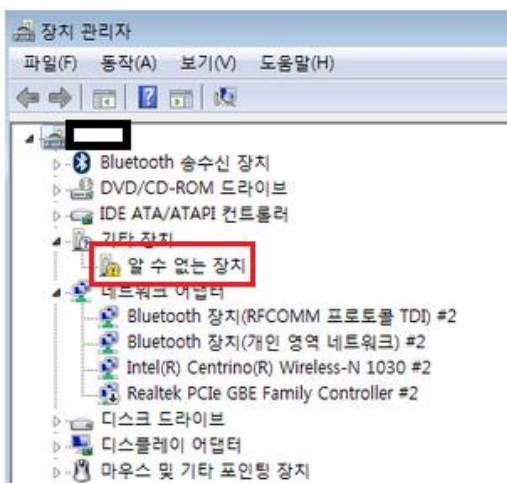 장치 관리자
파일(F) 동작(A) 보기(V) 도움말(H)
Bluetooth 송수신 장치
DVD/CD-ROM 드라이브
IDE ATA/ATAPI 컨트롤러
기타 장치
알 수 없는 장치
네트워크 어댑터
Bluetooth 장치(RFCOMM 프로토콜 TDI) #2
Bluetooth 장치(개인 영역 네트워크) #2
Intel(R) Centrino(R) Wireless-N 1030 #2
Realtek PCIe GBE Family Controller #2
디스크 드라이브
디스플레이 어댑터
마우스 및 기타 포인팅 장치